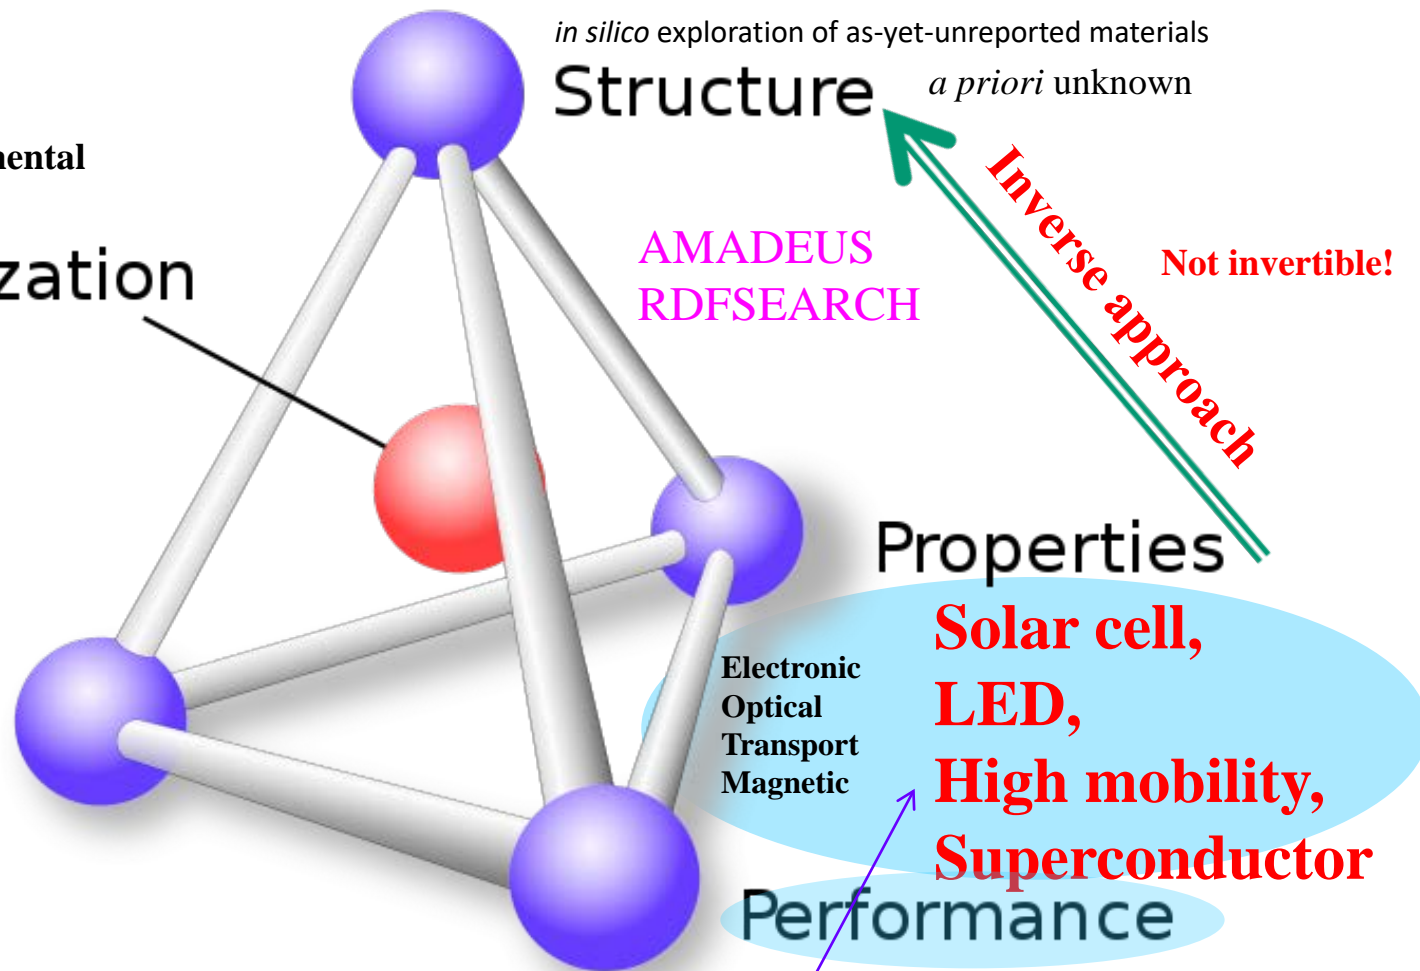 in silico exploration of as-yet-unreported materials
Structure
a priori unknown
mental
zation
AMADEUS
RDFSEARCH
Inverse approach
Not invertible!
Properties
Electronic
Optical
Transport
Magnetic
Solar cell,
LED,
High mobility,
Superconductor
Performance